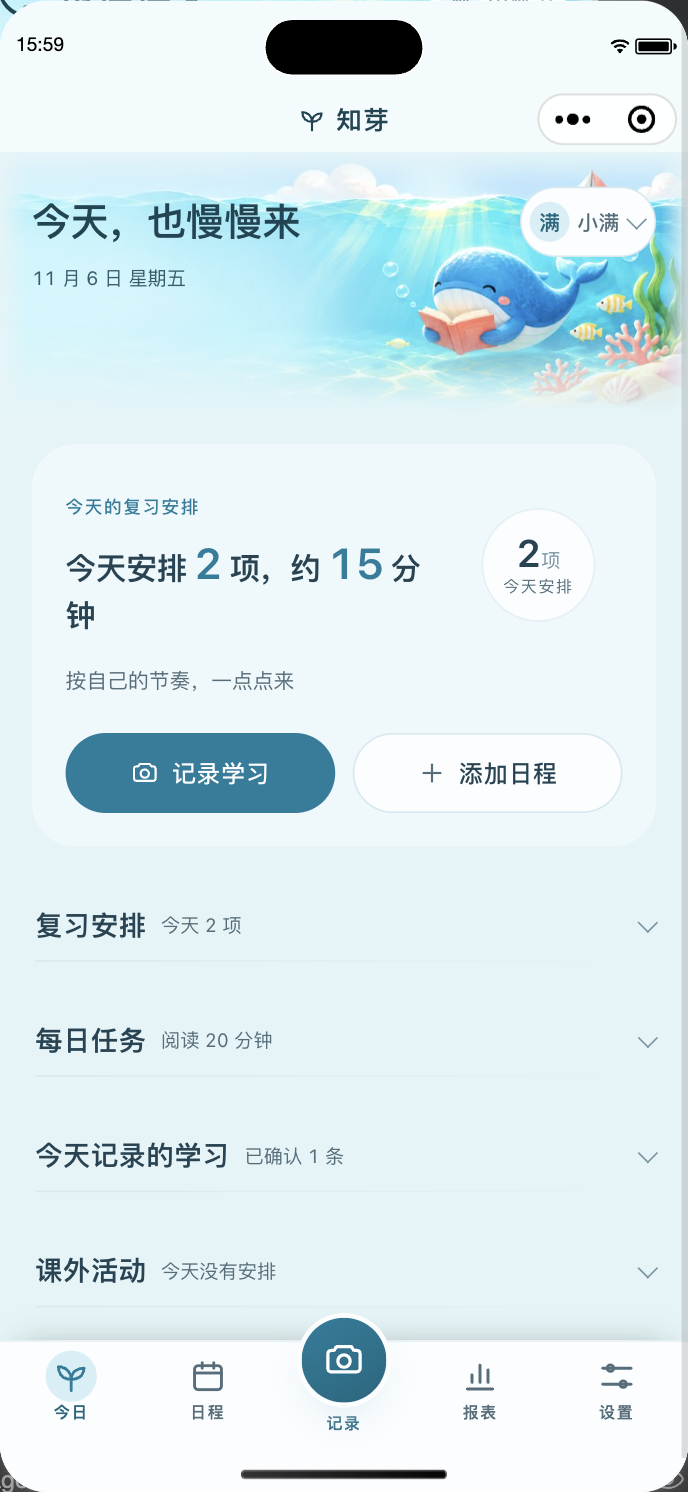 15:59
知芽
今天，也慢慢来
满 小满
11 月 6 日 星期五
今天的复习安排
今天安排 2 项，约 15 分
钟
2项
今天安排
按自己的节奏，一点点来
记录学习
添加日程
复习安排 今天 2 项
每日任务 阅读 20 分钟
今天记录的学习 已确认 1 条
课外活动 今天没有安排
今日
日程
记录
报表
设置